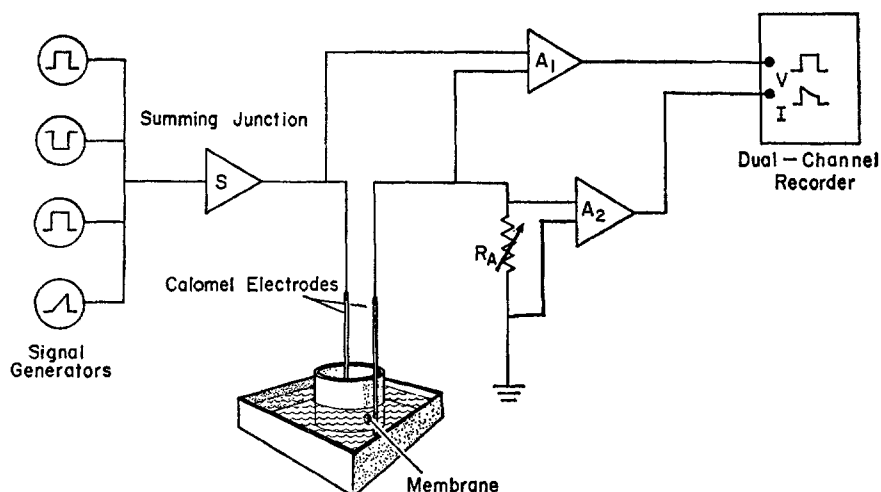 A1
V
I
Dual-Channel
Recorder
Summing Junction
S
A2
RA
Calomel Electrodes
Signal
Generators
Membrane